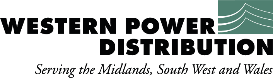 WESTERN POWER
DISTRIBUTION
Serving the Midlands, South West and Wales